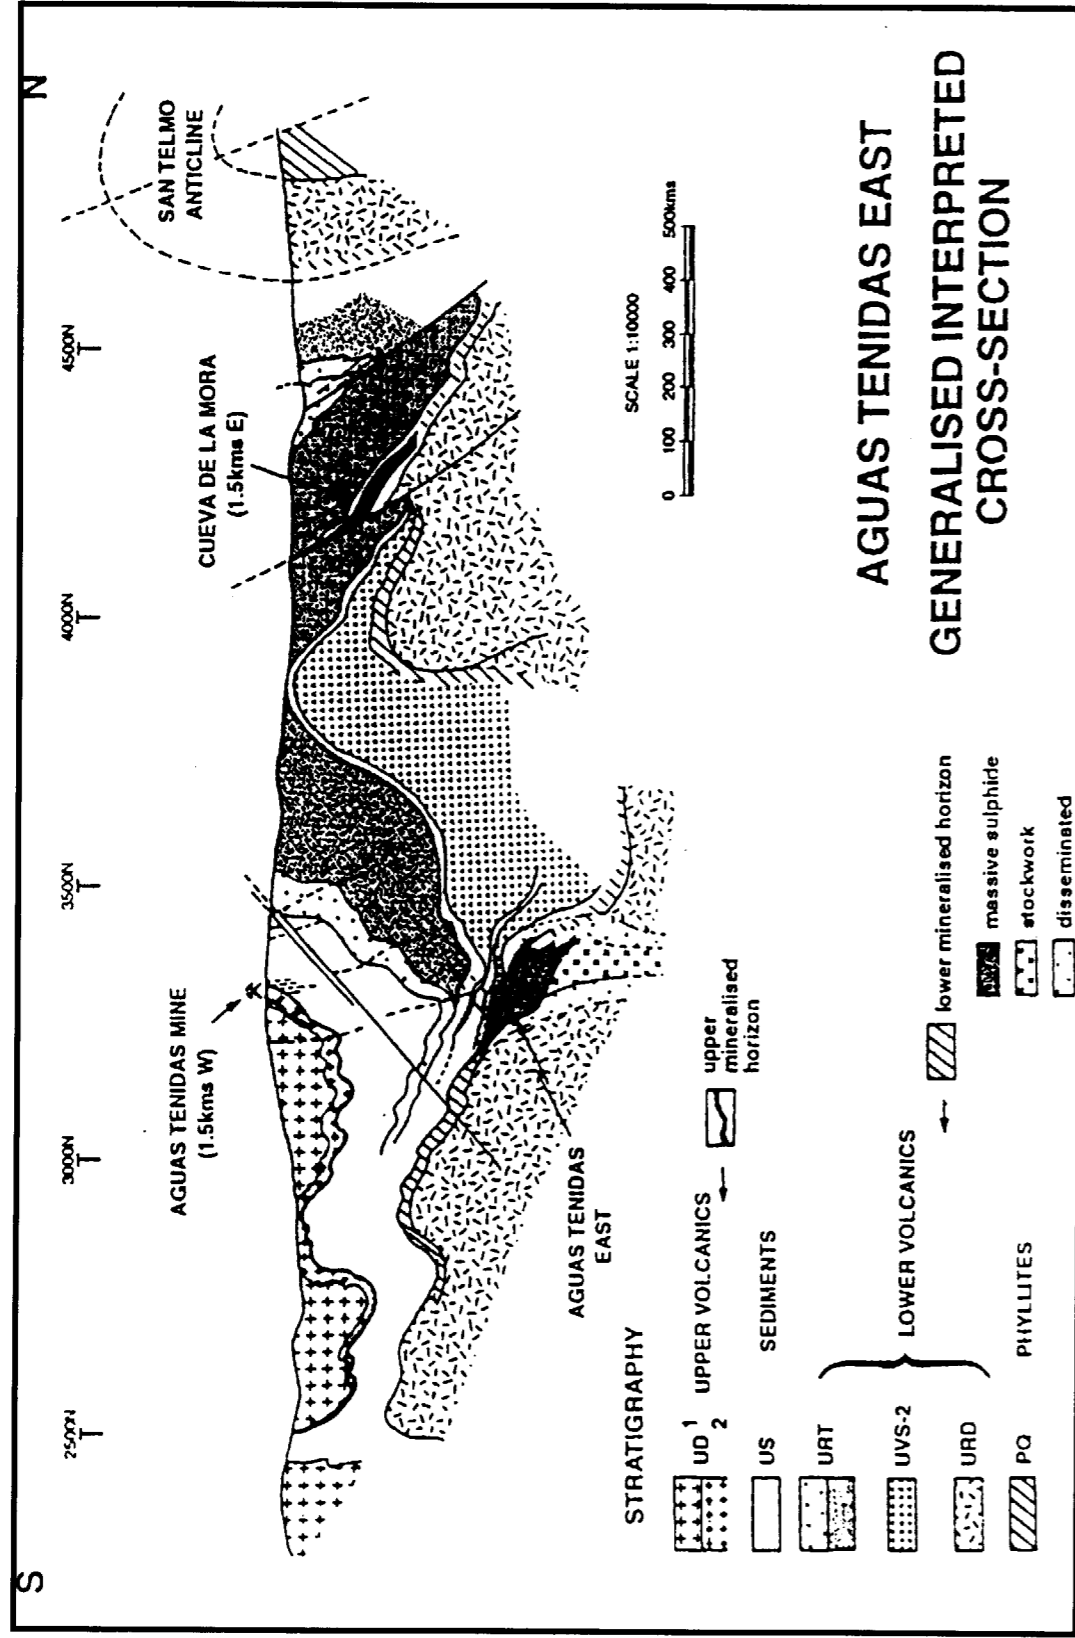 S
N
2500N
3000N
3500N
4000N
4500N
AGUAS TENIDAS MINE
(1.5kms W)
CUEVA DE LA MORA
(1.5kms E)
SAN TELMO
ANTICLINE
AGUAS TENIDAS
EAST
SCALE 1:10000
0 100 200 300 400 500kms
STRATIGRAPHY
UD 1
2
UPPER VOLCANICS
upper
mineralised
horizon
US
SEDIMENTS
URT
UVS-2
URD
LOWER VOLCANICS
lower mineralised horizon
PQ
PHYLLITES
massive sulphide
stockwork
disseminated
AGUAS TENIDAS EAST
GENERALISED INTERPRETED
CROSS-SECTION